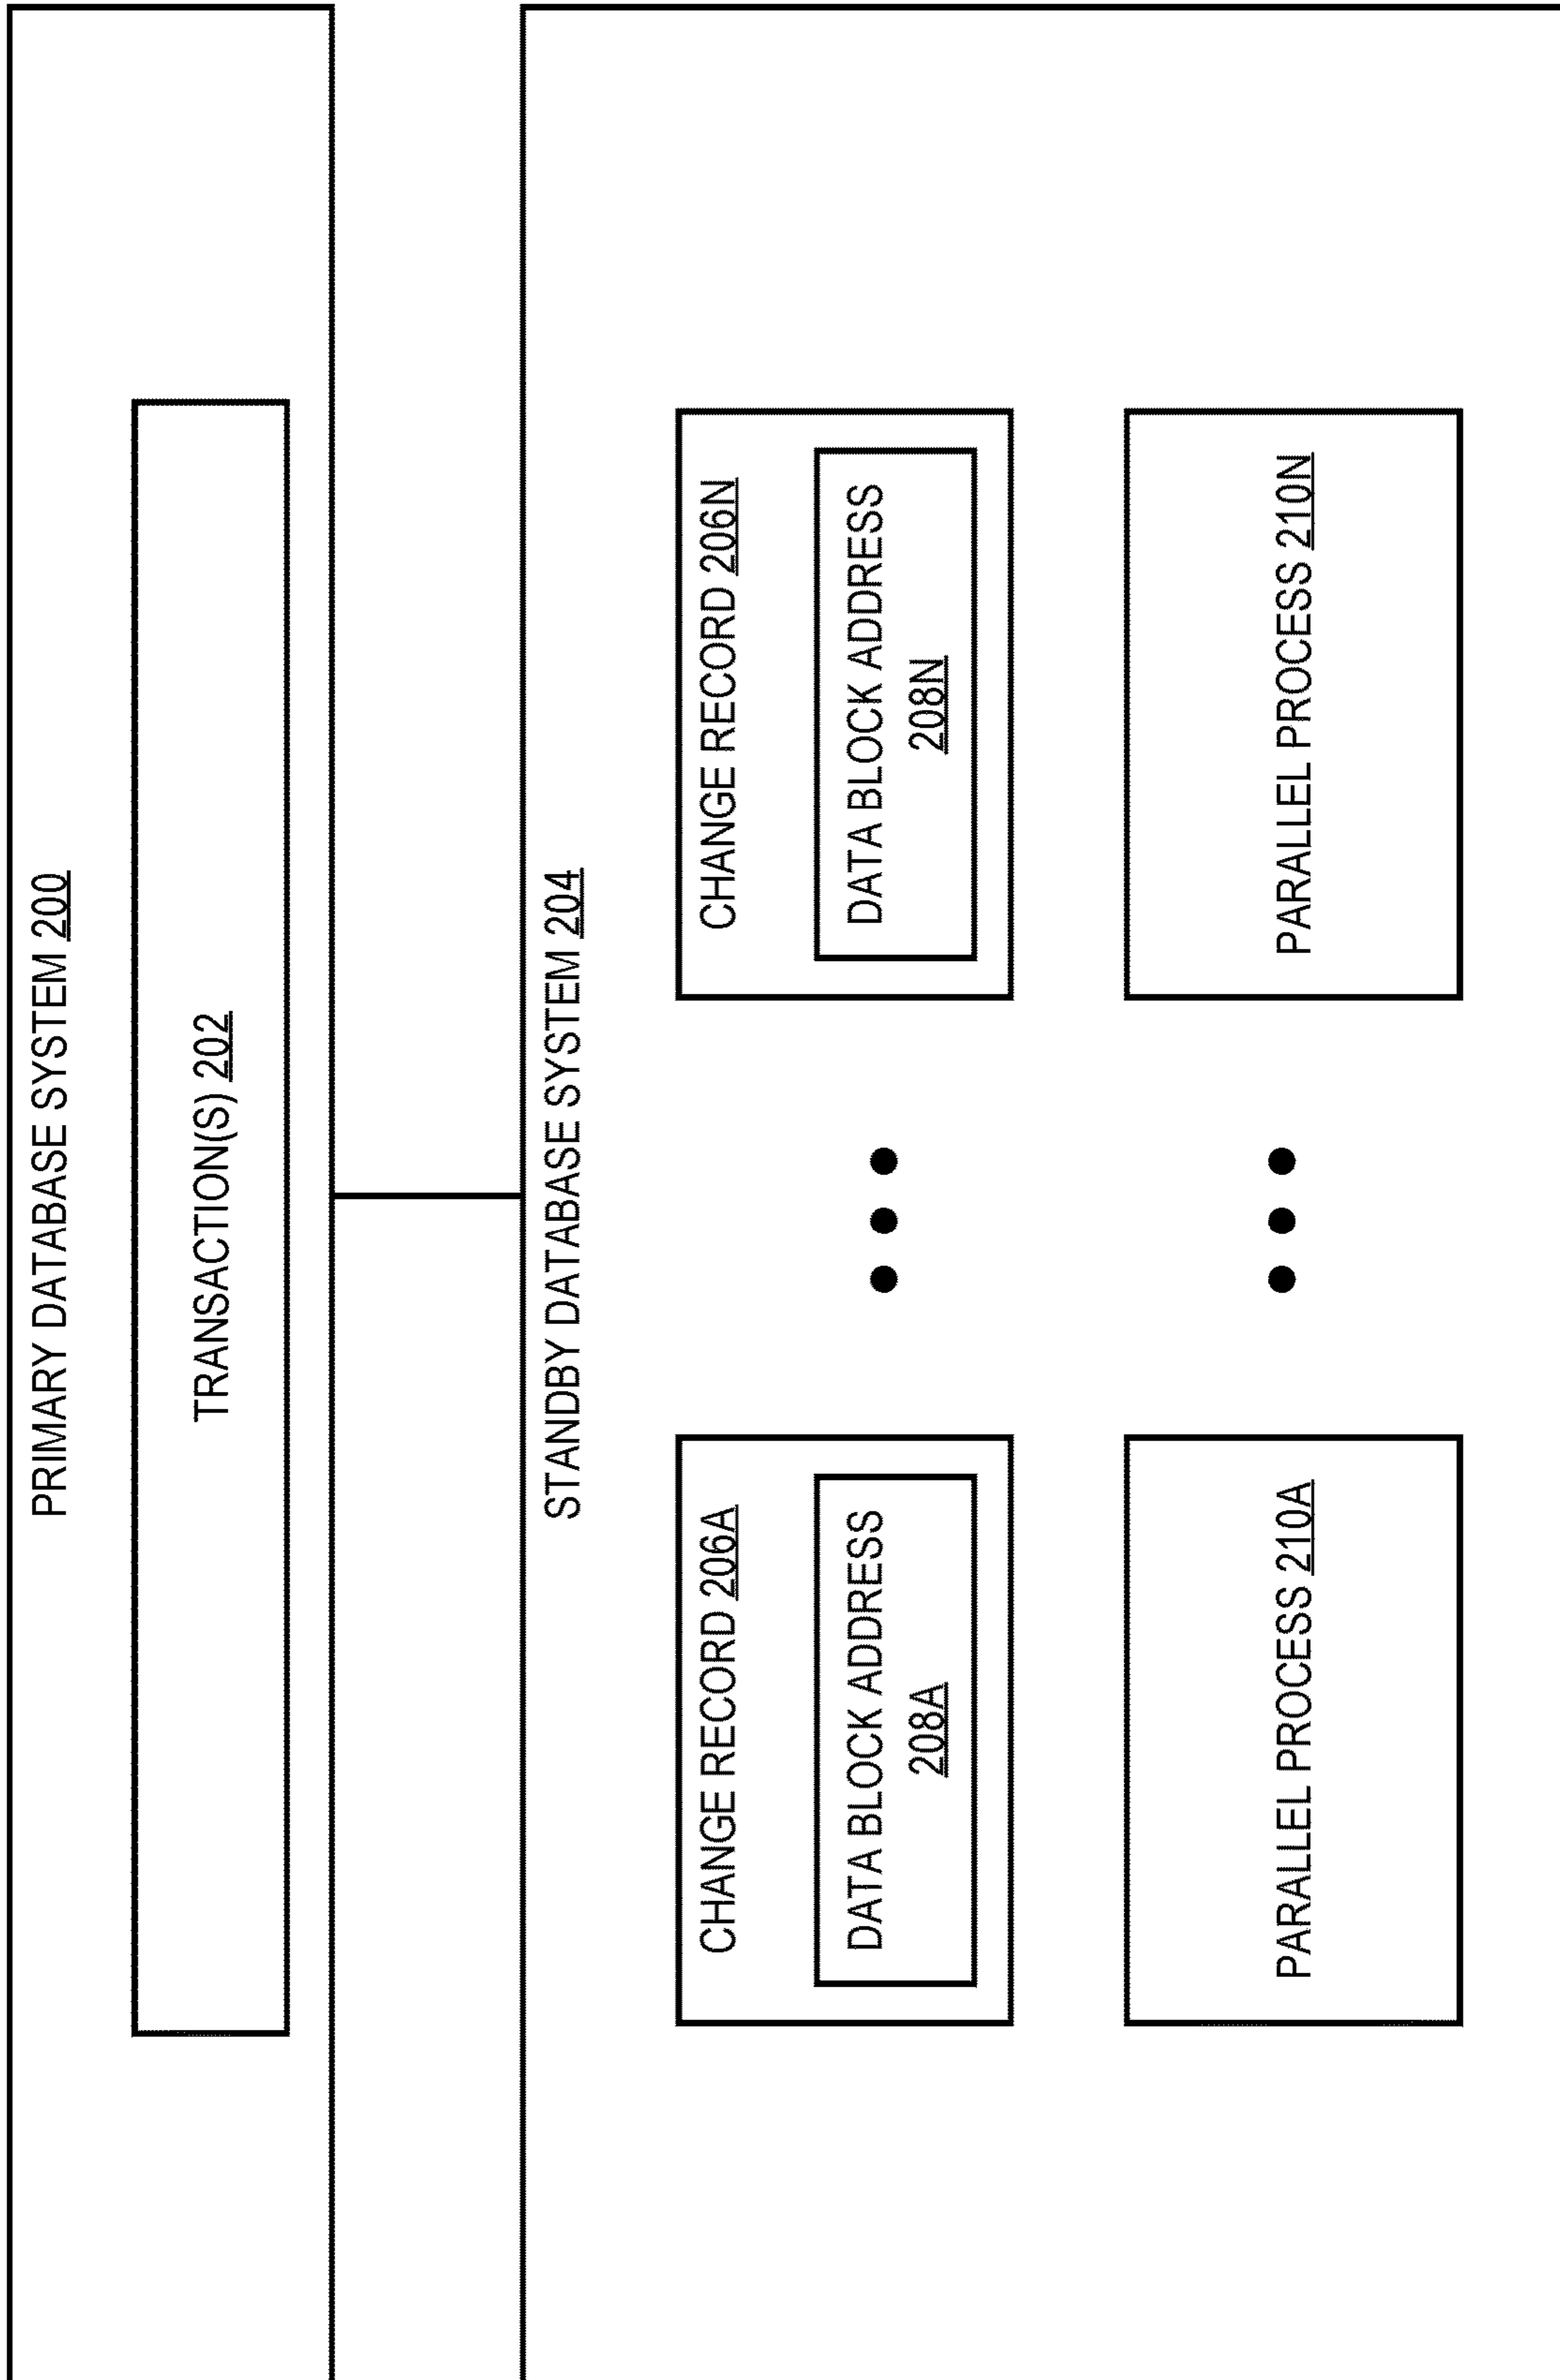 PRIMARY DATABASE SYSTEM 200
TRANSACTION(S) 202
STANDBY DATABASE SYSTEM 204
CHANGE RECORD 206A
DATA BLOCK ADDRESS
208A
CHANGE RECORD 206N
DATA BLOCK ADDRESS
208N
PARALLEL PROCESS 210A
PARALLEL PROCESS 210N